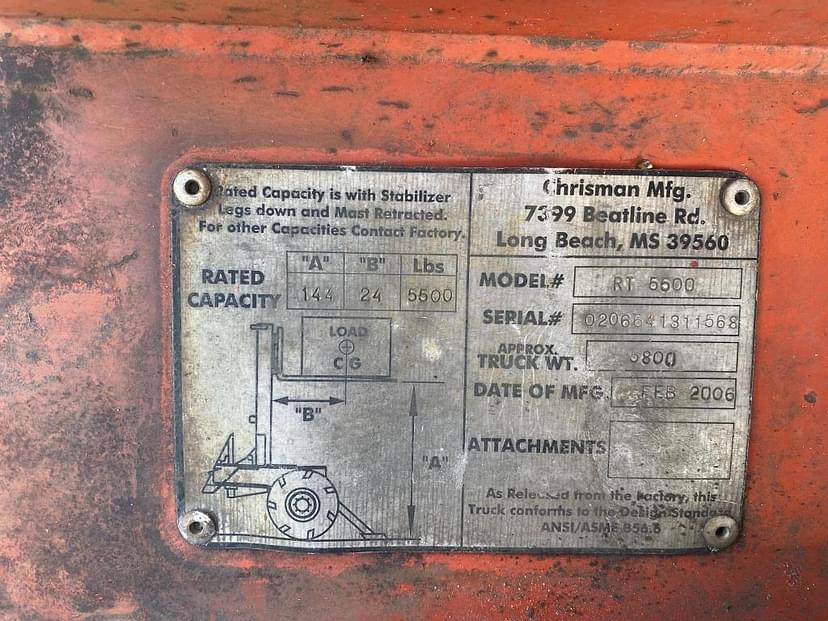 Rated Capacity is with Stabilizer
Legs down and Mast Retracted.
For other Capacities Contact Factory.
"A" "B" Lbs
RATED CAPACITY 144 24 5500
LOAD
CG
"B"
"A"
Chrisman Mfg.
7399 Beatline Rd.
Long Beach, MS 39560
MODEL# RT 5500
SERIAL#
APPROX.
TRUCK WT. 5800
DATE OF MFG. FEB 2006
ATTACHMENTS
As Released from the Factory, this
Truck conforms to the Design Standard
ANSI/ASME B56.6